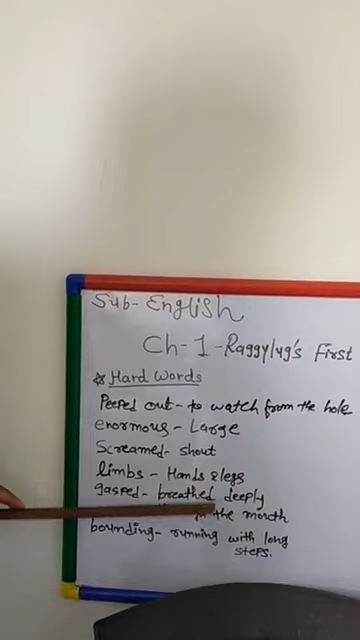 Sub- English
Ch- 1 - Raggylug's First
* Hard Words
Peeped out - to watch from the hole
enormous - Large
Screamed - shout
limbs - Hands & legs
gasped - breathed deeply
the mouth
bounding - running with long
steps.